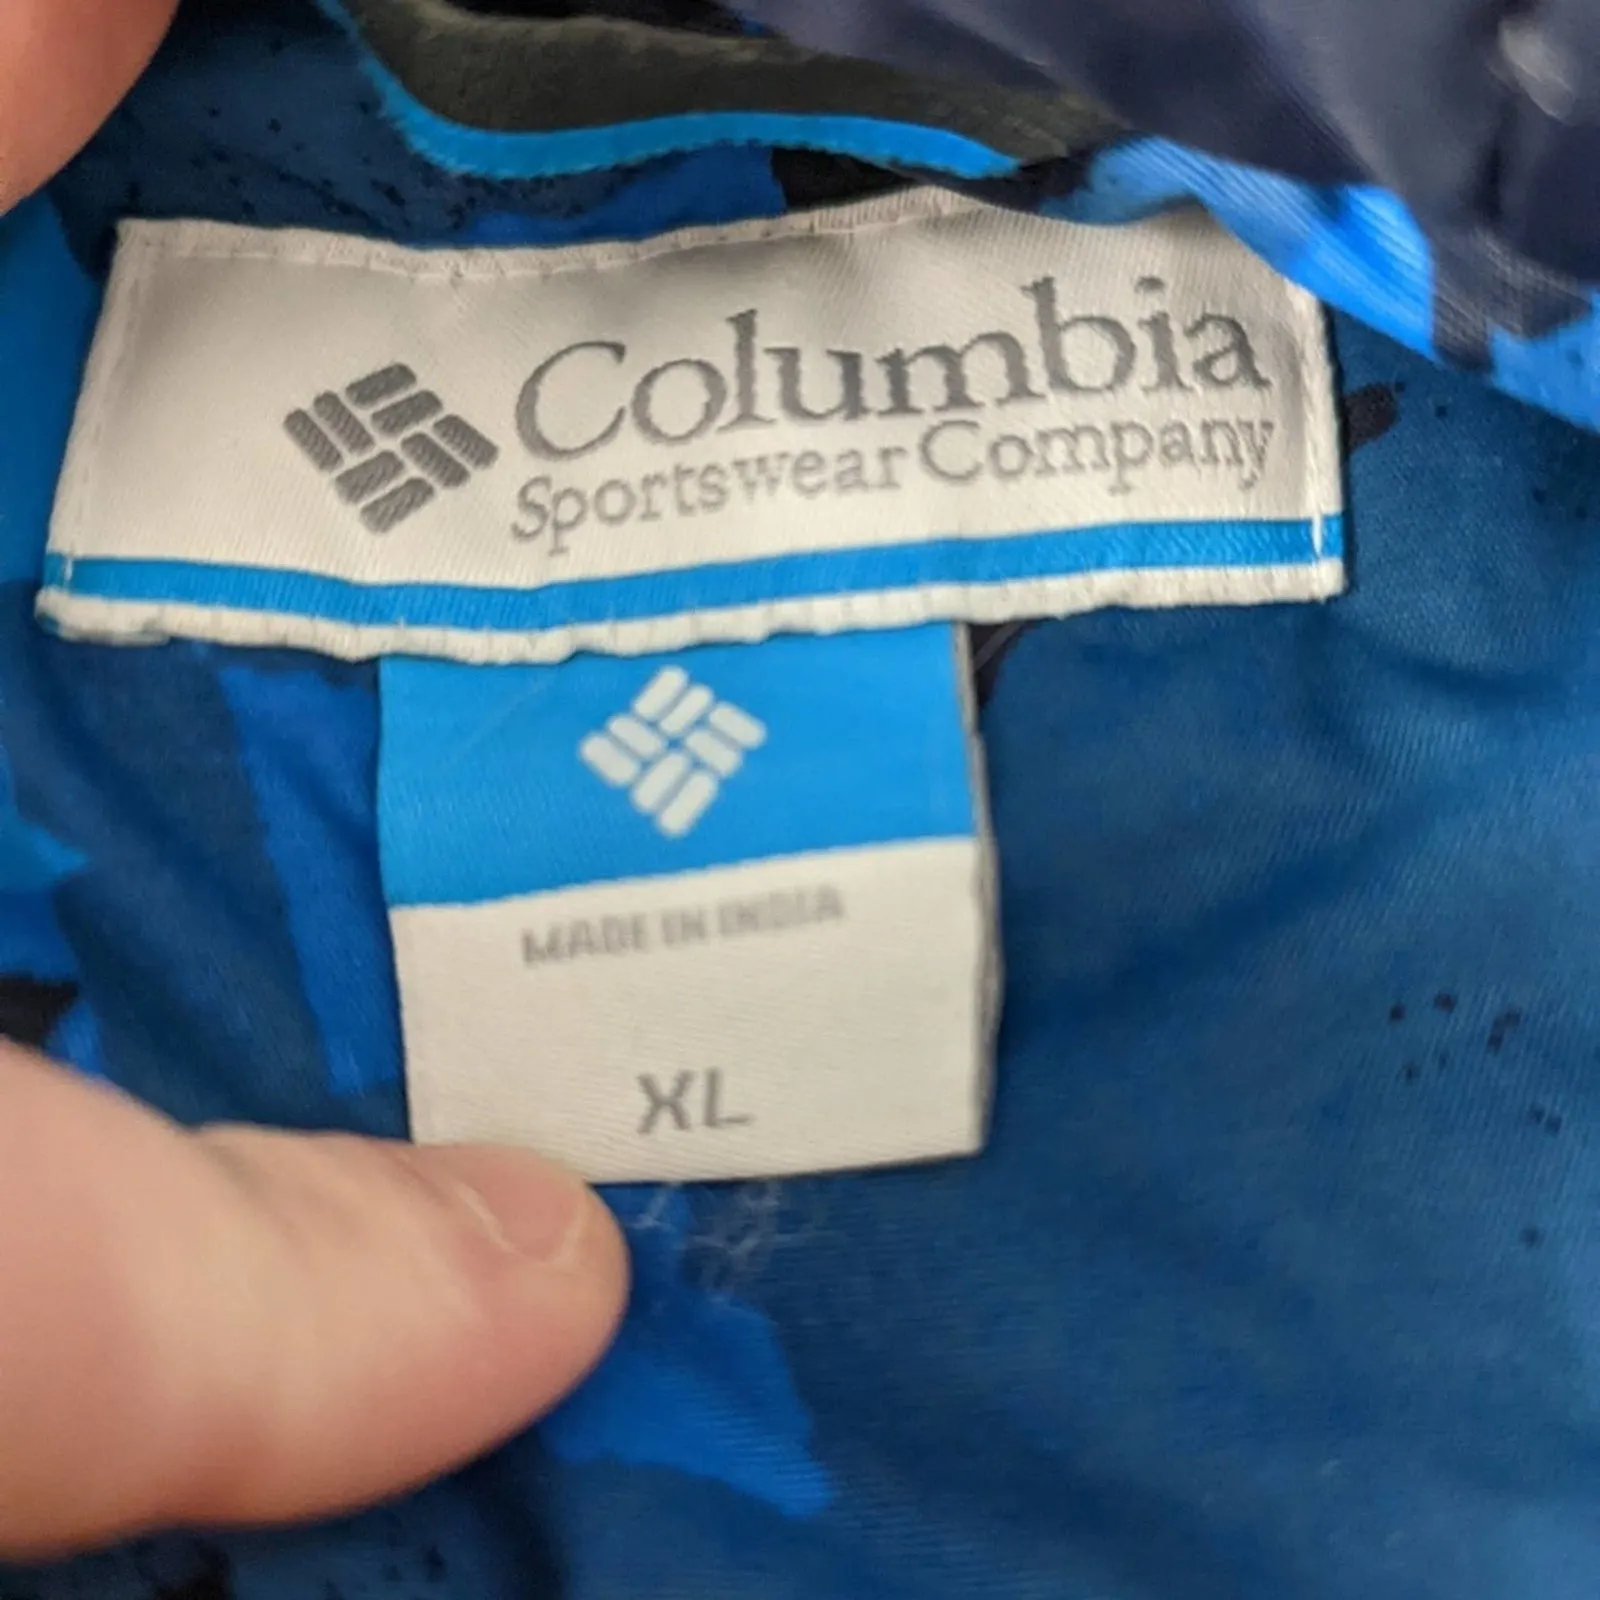 Columbia
Sportswear Company
MADE IN INDIA
XL